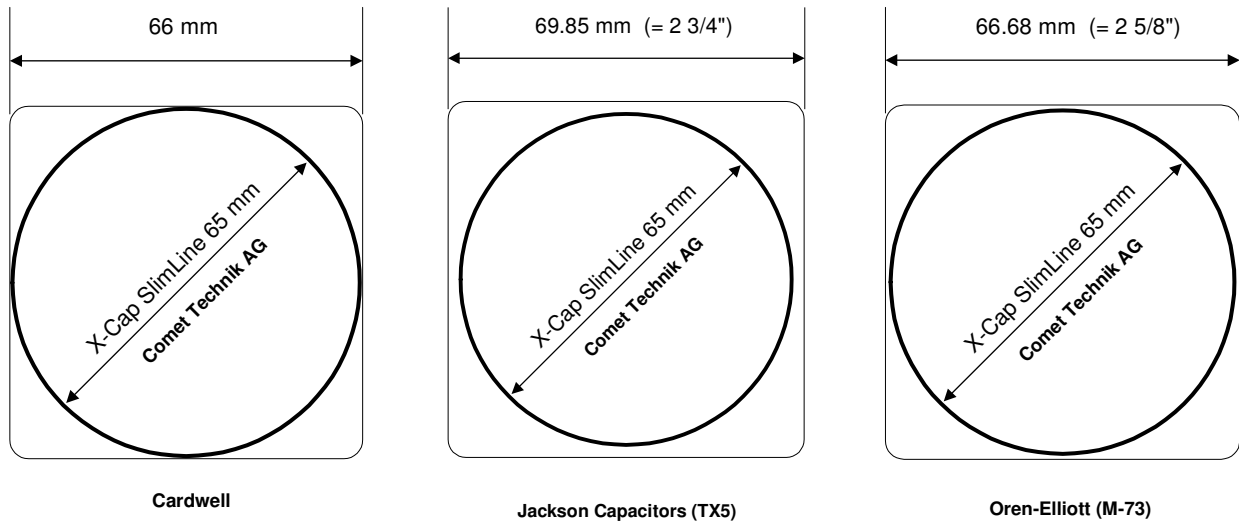 66 mm
69.85 mm (= 2 3/4")
66.68 mm (= 2 5/8")
X-Cap SlimLine 65 mm
Comet Technik AG
X-Cap SlimLine 65 mm
Comet Technik AG
X-Cap SlimLine 65 mm
Comet Technik AG
Cardwell
Jackson Capacitors (TX5)
Oren-Elliott (M-73)